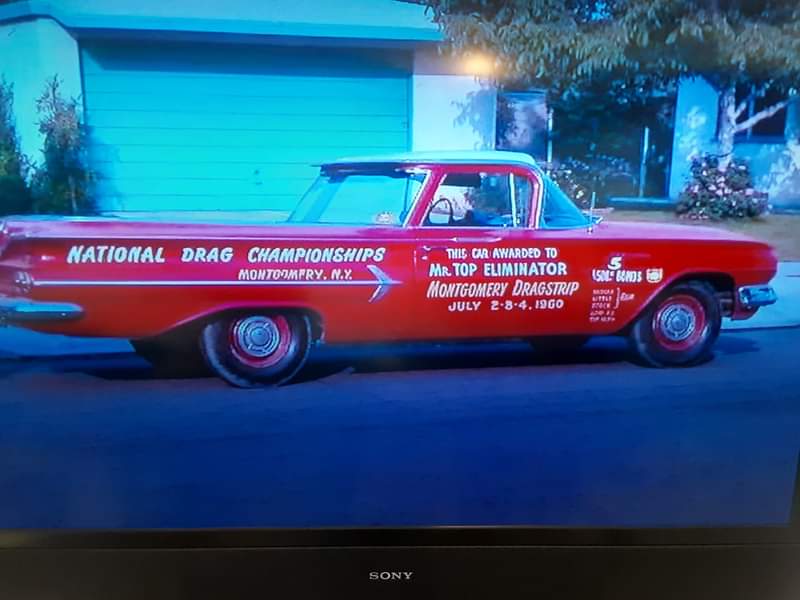 NATIONAL DRAG CHAMPIONSHIPS
MONTGOMERY, N.Y.
THIS CAR AWARDED TO
MR. TOP ELIMINATOR
MONTGOMERY DRAGSTRIP
JULY 2-3-4, 1960
5
SONY